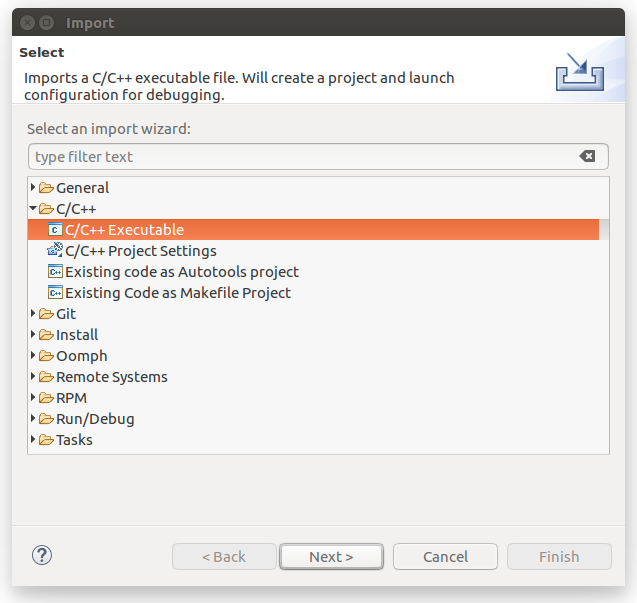 Import
Select
Imports a C/C++ executable file. Will create a project and launch
configuration for debugging.
Select an import wizard:
type filter text
General
C/C++
C/C++ Executable
C/C++ Project Settings
Existing code as Autotools project
Existing Code as Makefile Project
Git
Install
Oomph
Remote Systems
RPM
Run/Debug
Tasks
< Back
Next >
Cancel
Finish